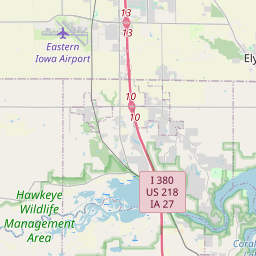 13
13
Eastern
Iowa Airport
Ely
10
10
I 380
US 218
IA 27
Hawkeye
Wildlife
Management
Area
Coral